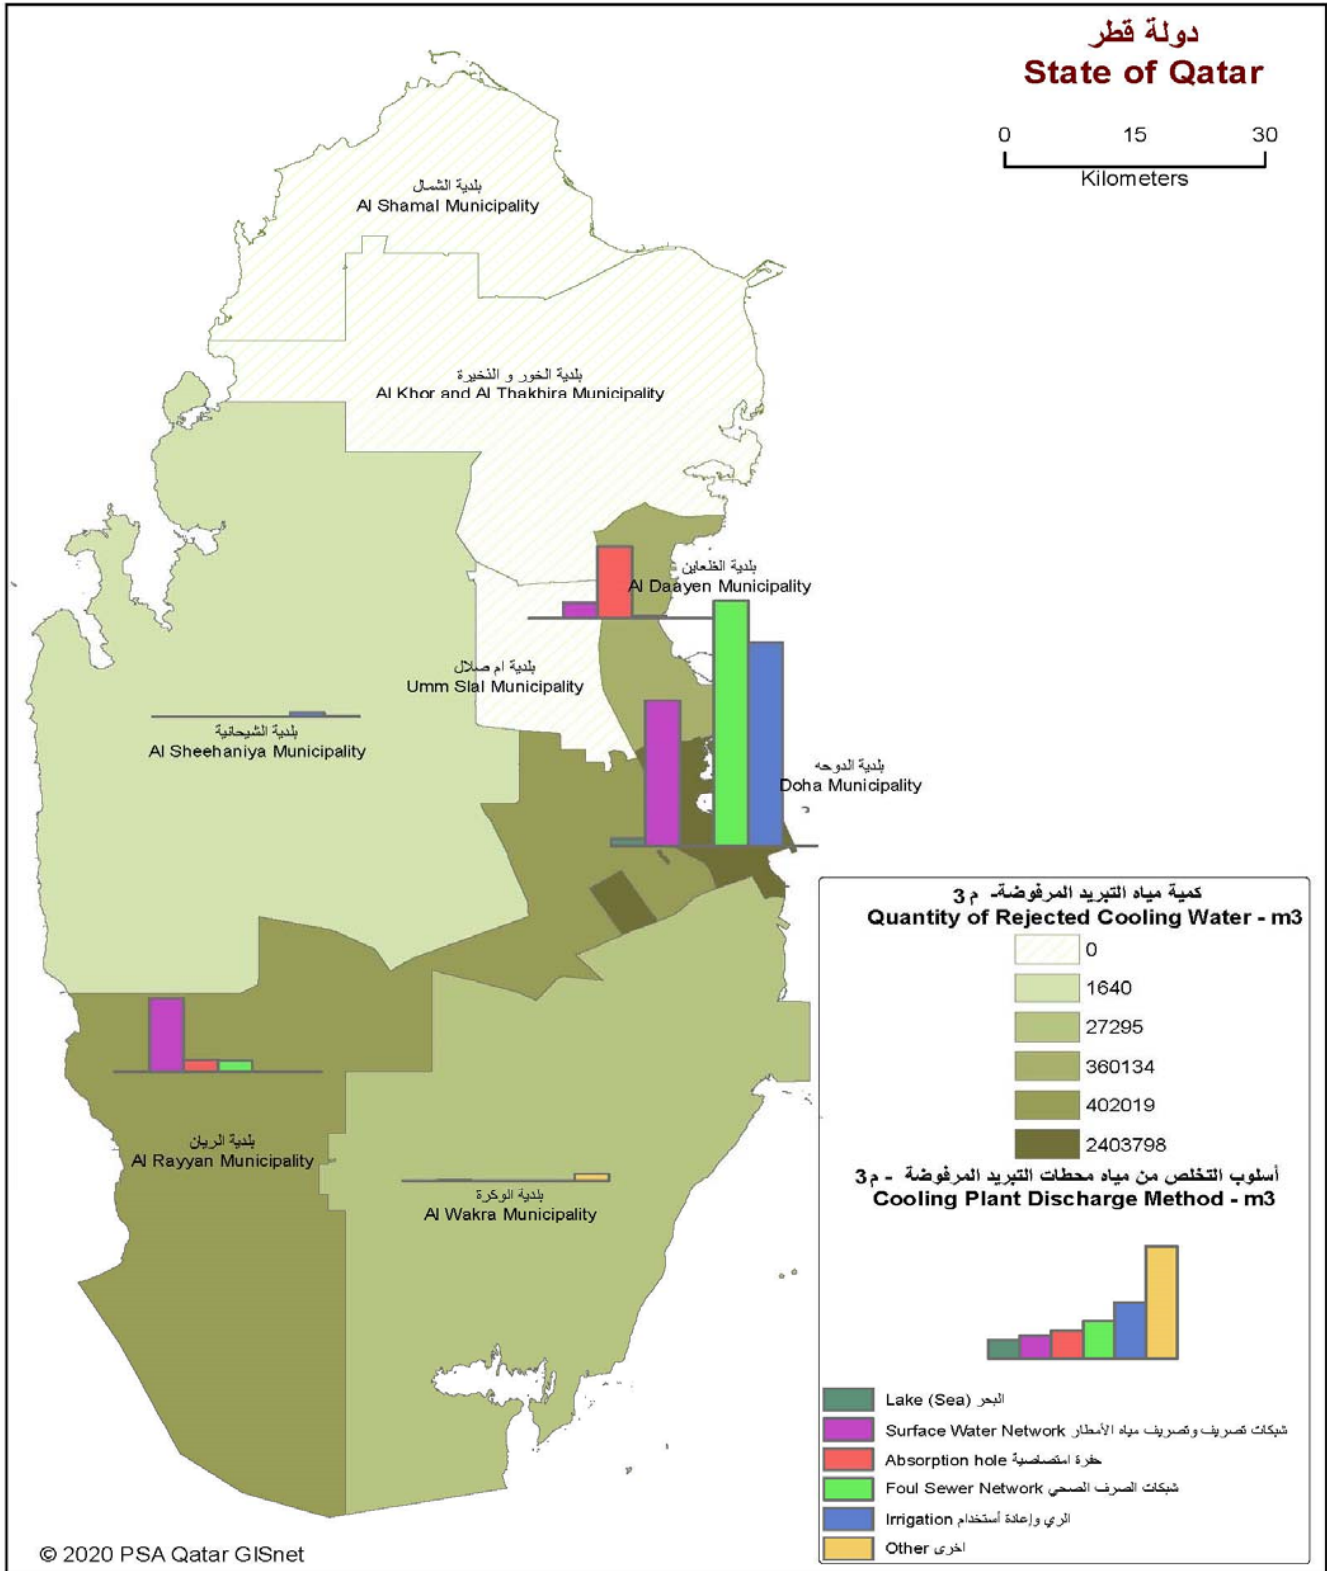 دولة قطر
State of Qatar
0 15 30
Kilometers
بلدية الشمال
Al Shamal Municipality
بلدية الخور و الذخيرة
Al Khor and Al Thakhira Municipality
بلدية الظعاين
Al Daayen Municipality
بلدية ام صلال
Umm Slal Municipality
بلدية الشيحانية
Al Sheehaniya Municipality
بلدية الدوحه
Doha Municipality
بلدية الريان
Al Rayyan Municipality
بلدية الوكرة
Al Wakra Municipality
كمية مياه التبريد المرفوضة- م 3
Quantity of Rejected Cooling Water - m3
0
1640
27295
360134
402019
2403798
أسلوب التخلص من مياه محطات التبريد المرفوضة - م3
Cooling Plant Discharge Method - m3
Lake (Sea) البحر
Surface Water Network شبكات تصريف وتصريف مياه الأمطار
Absorption hole حفرة امتصاصية
Foul Sewer Network شبكات الصرف الصحي
Irrigation الري وإعادة أستخدام
Other اخرى
© 2020 PSA Qatar GISnet